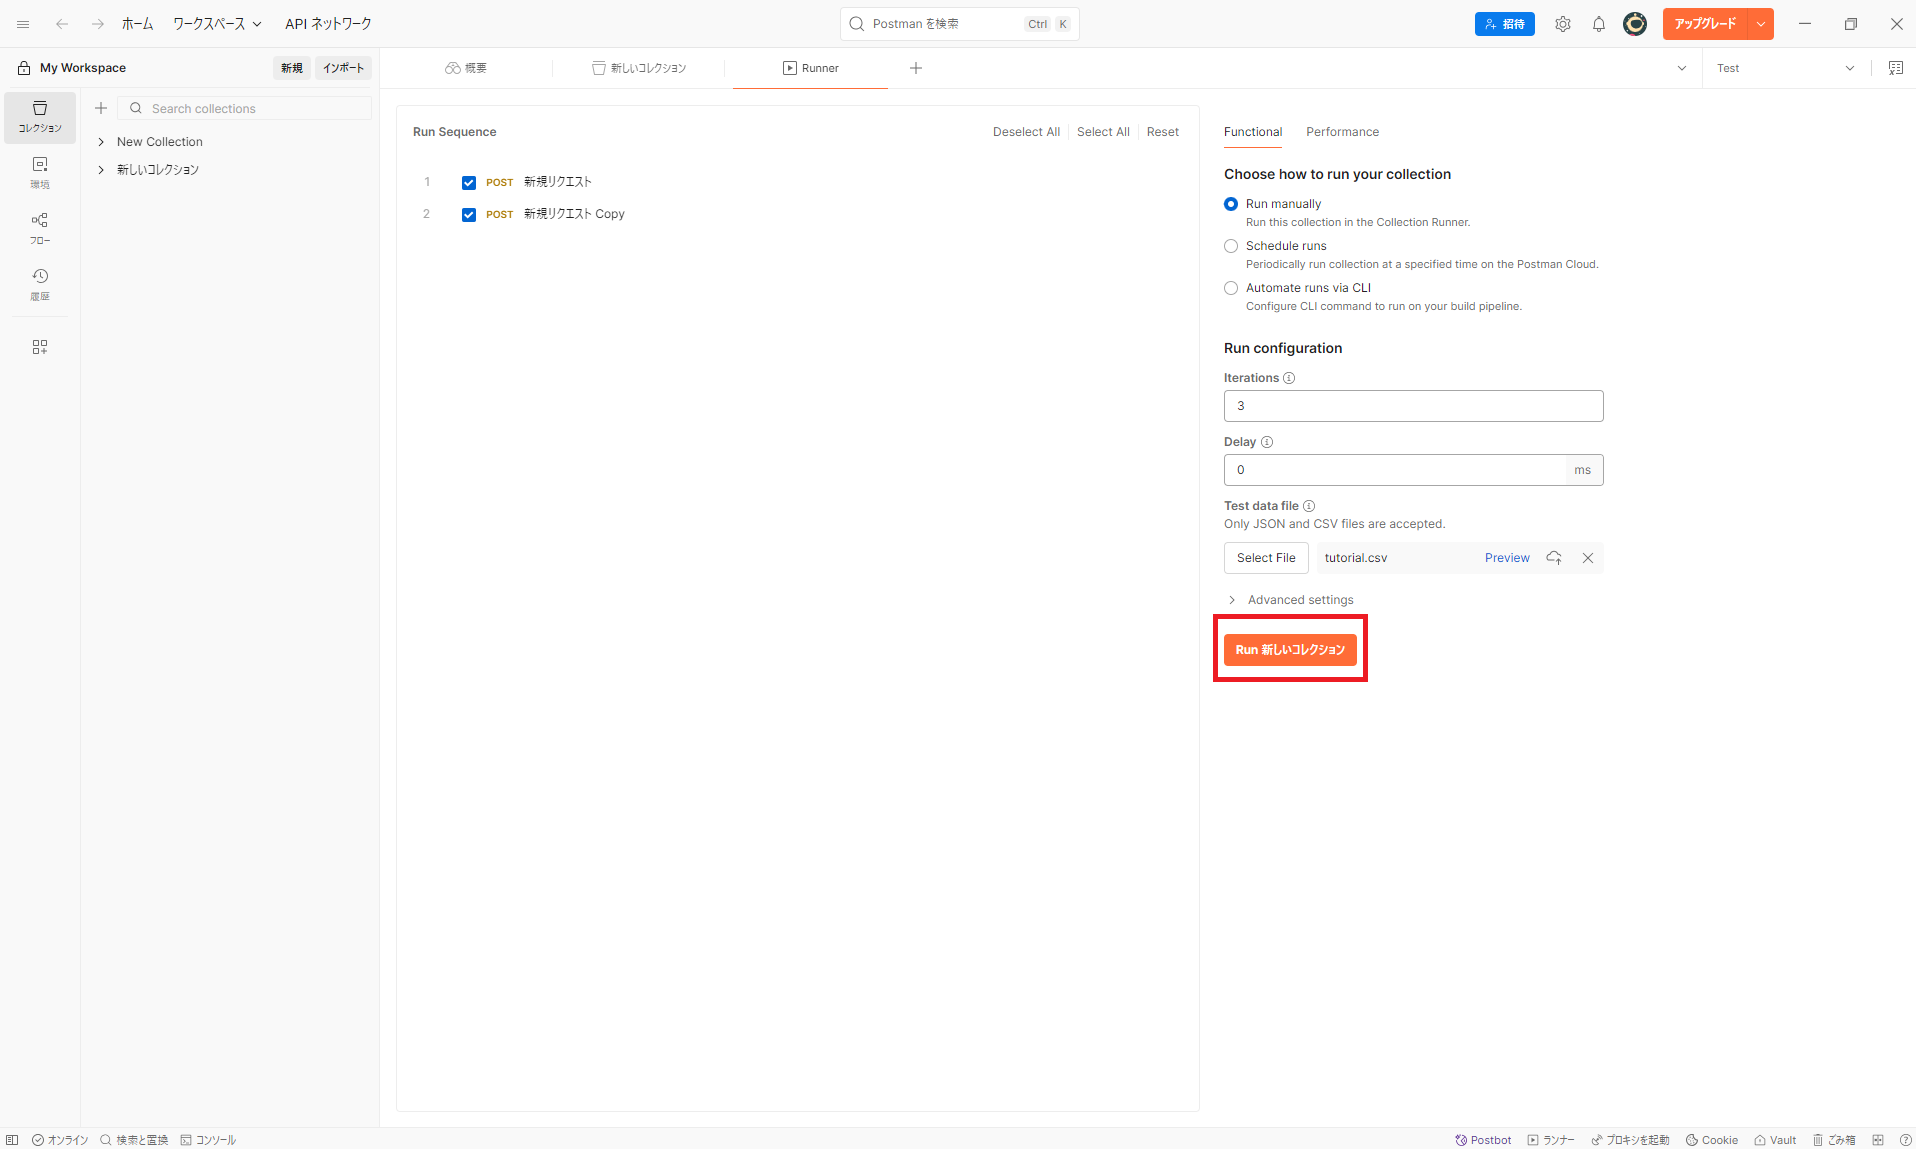 ホーム ワークスペース API ネットワーク Postman を検索 Ctrl K 招待 アップグレード
My Workspace 新規 インポート 概要 新しいコレクション Runner Test
コレクション
環境
フロー
履歴
Search collections
New Collection
新しいコレクション
Run Sequence Deselect All Select All Reset
1 POST 新規リクエスト
2 POST 新規リクエスト Copy
Functional Performance
Choose how to run your collection
Run manually
Run this collection in the Collection Runner.
Schedule runs
Periodically run collection at a specified time on the Postman Cloud.
Automate runs via CLI
Configure CLI command to run on your build pipeline.
Run configuration
Iterations
3
Delay
0 ms
Test data file
Only JSON and CSV files are accepted.
Select File tutorial.csv Preview
Advanced settings
Run 新しいコレクション
オンライン 検索と置換 コンソール Postbot ランナー プロキシを起動 Cookie Vault ごみ箱